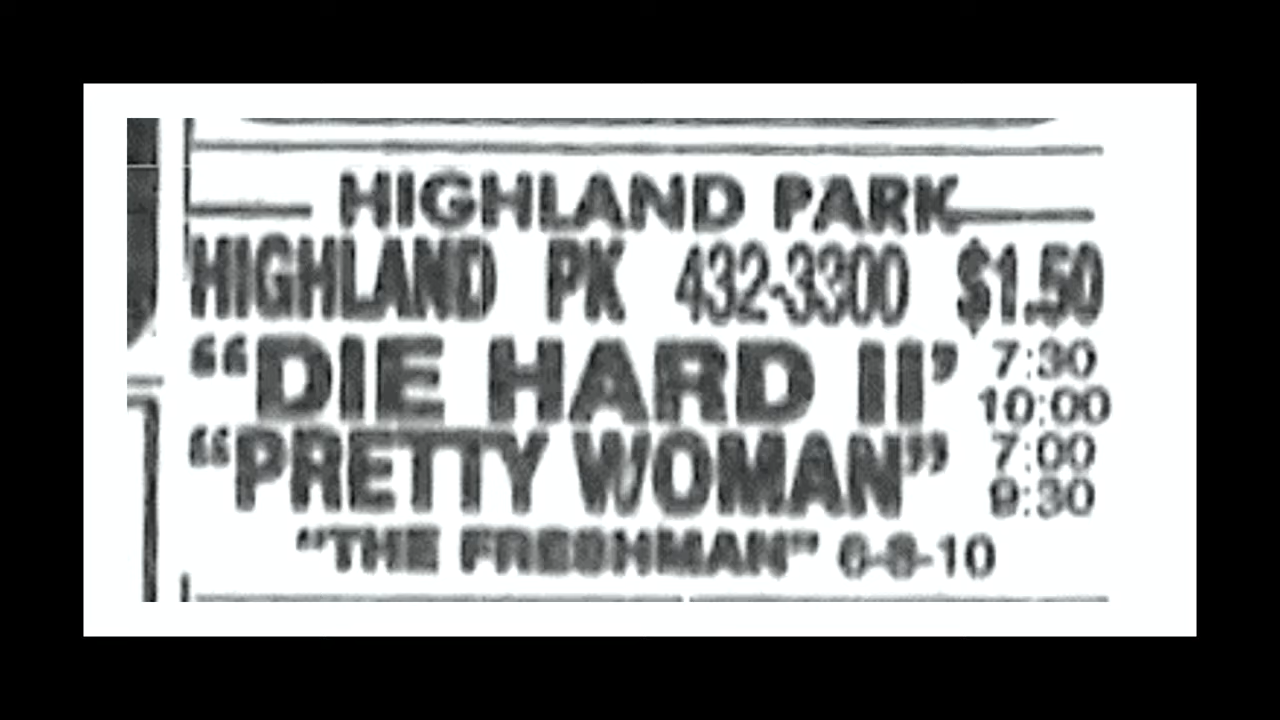 HIGHLAND PARK
HIGHLAND PK 432-3300 $1.50
“DIE HARD II” 7:30
10:00
“PRETTY WOMAN” 7:00
9:30
“THE FRESHMAN” 6-8-10